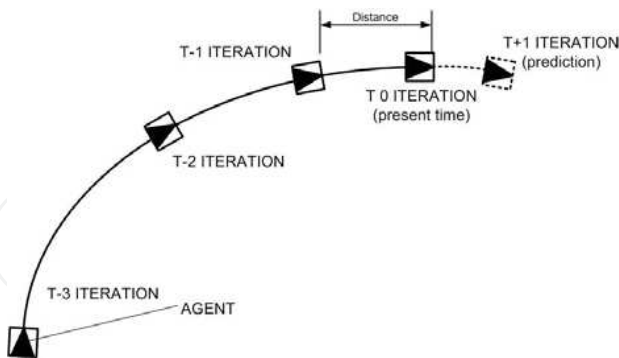 Distance
T-1 ITERATION
T+1 ITERATION
(prediction)
T 0 ITERATION
(present time)
T-2 ITERATION
T-3 ITERATION
AGENT